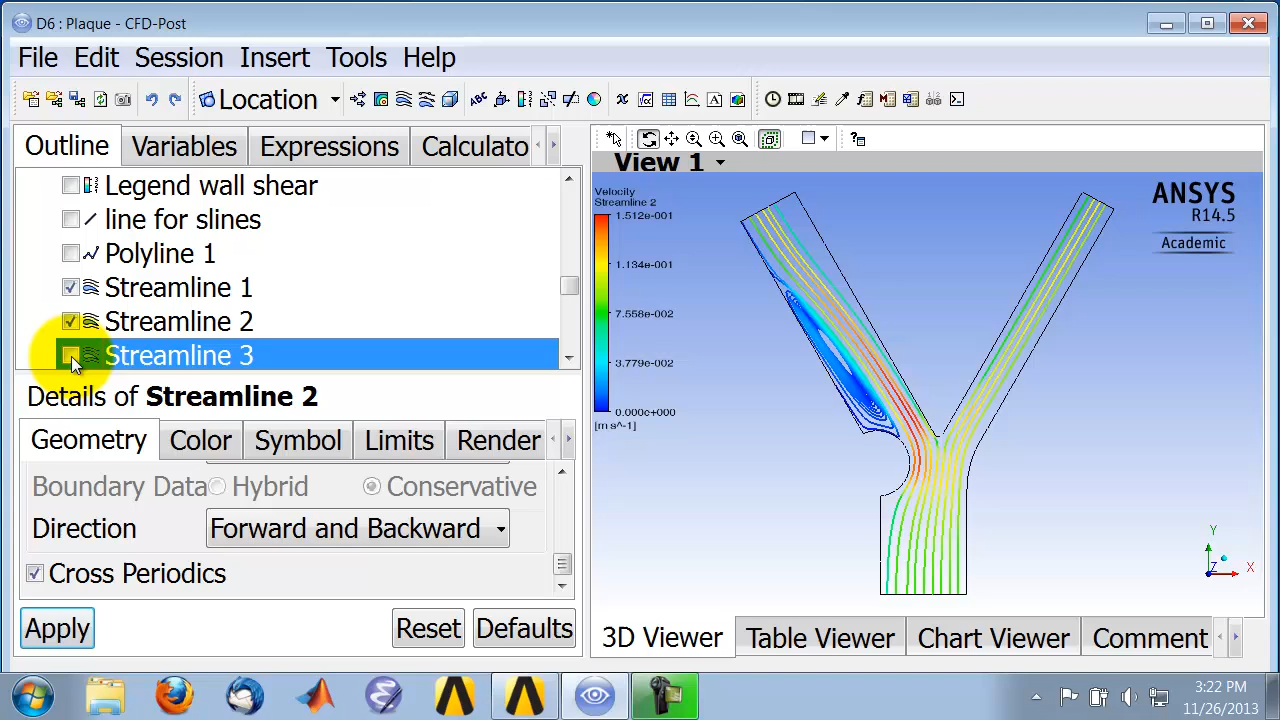 D6 : Plaque - CFD-Post
File Edit Session Insert Tools Help
Location
Outline Variables Expressions Calculato
View 1
Legend wall shear
line for slines
Polyline 1
Streamline 1
Streamline 2
Streamline 3
Details of Streamline 2
Geometry Color Symbol Limits Render
Boundary Data Hybrid Conservative
Direction Forward and Backward
Cross Periodics
Apply Reset Defaults
Velocity
Streamline 2
1.512e-001
1.134e-001
7.558e-002
3.779e-002
0.000e+000
[m s^-1]
ANSYS
R14.5
Academic
Y
Z X
3D Viewer Table Viewer Chart Viewer Comment
3:22 PM
11/26/2013